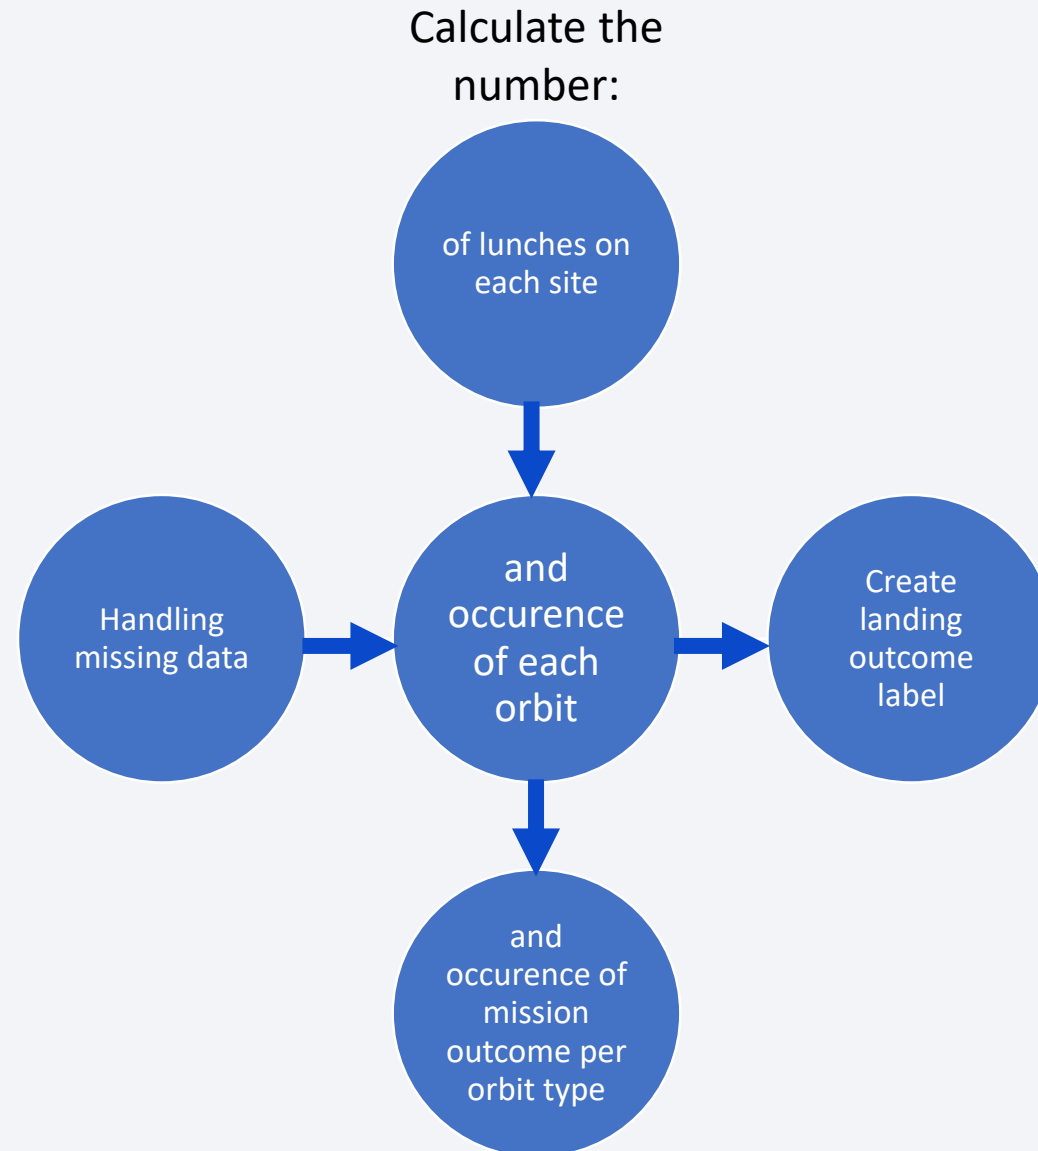 Calculate the
number:
of lunches on
each site
Handling
missing data
and
occurence
of each
orbit
Create
landing
outcome
label
and
occurence of
mission
outcome per
orbit type